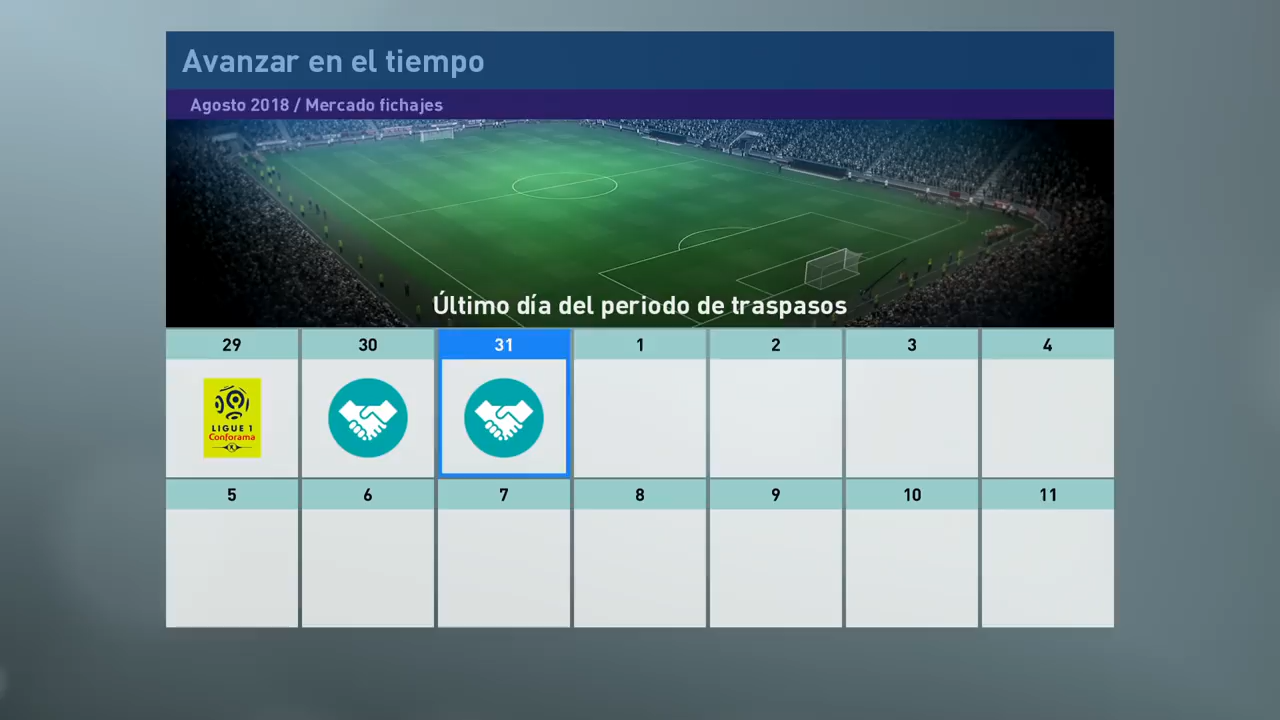 Avanzar en el tiempo
Agosto 2018 / Mercado fichajes
Último día del periodo de traspasos
29 30 31 1 2 3 4
LIGUE 1
Conforama
5 6 7 8 9 10 11